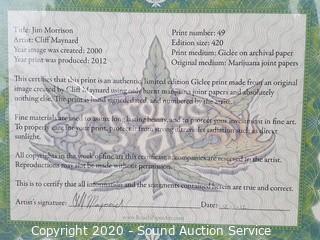 Title: Jim Morrison
Artist: Cliff Maynard
Year image was created: 2000
Year print was produced: 2012
Print number: 49
Edition size: 420
Print medium: Giclee on archival paper
Original medium: Marijuana joint papers
This certifies that this print is an authentic limited edition Giclee print made from an original
image created by Cliff Maynard using only burnt marijuana joint papers and absolutely
nothing else. The print is hand signed, dated, and numbered by the artist.
Fine materials are used to assure long lasting beauty, and to protect your investment in fine art.
To properly care for your print, protect it from strong ultraviolet radiation such as direct
sunlight.
All copyrights in the work of fine art this certificate accompanies are reserved to the artist.
Reproductions may not be made without permission.
This is to certify that all information and the statements contained herein are true and correct.
Artist's signature: Cliff Maynard
Date:
Copyright 2020 - Sound Auction Service